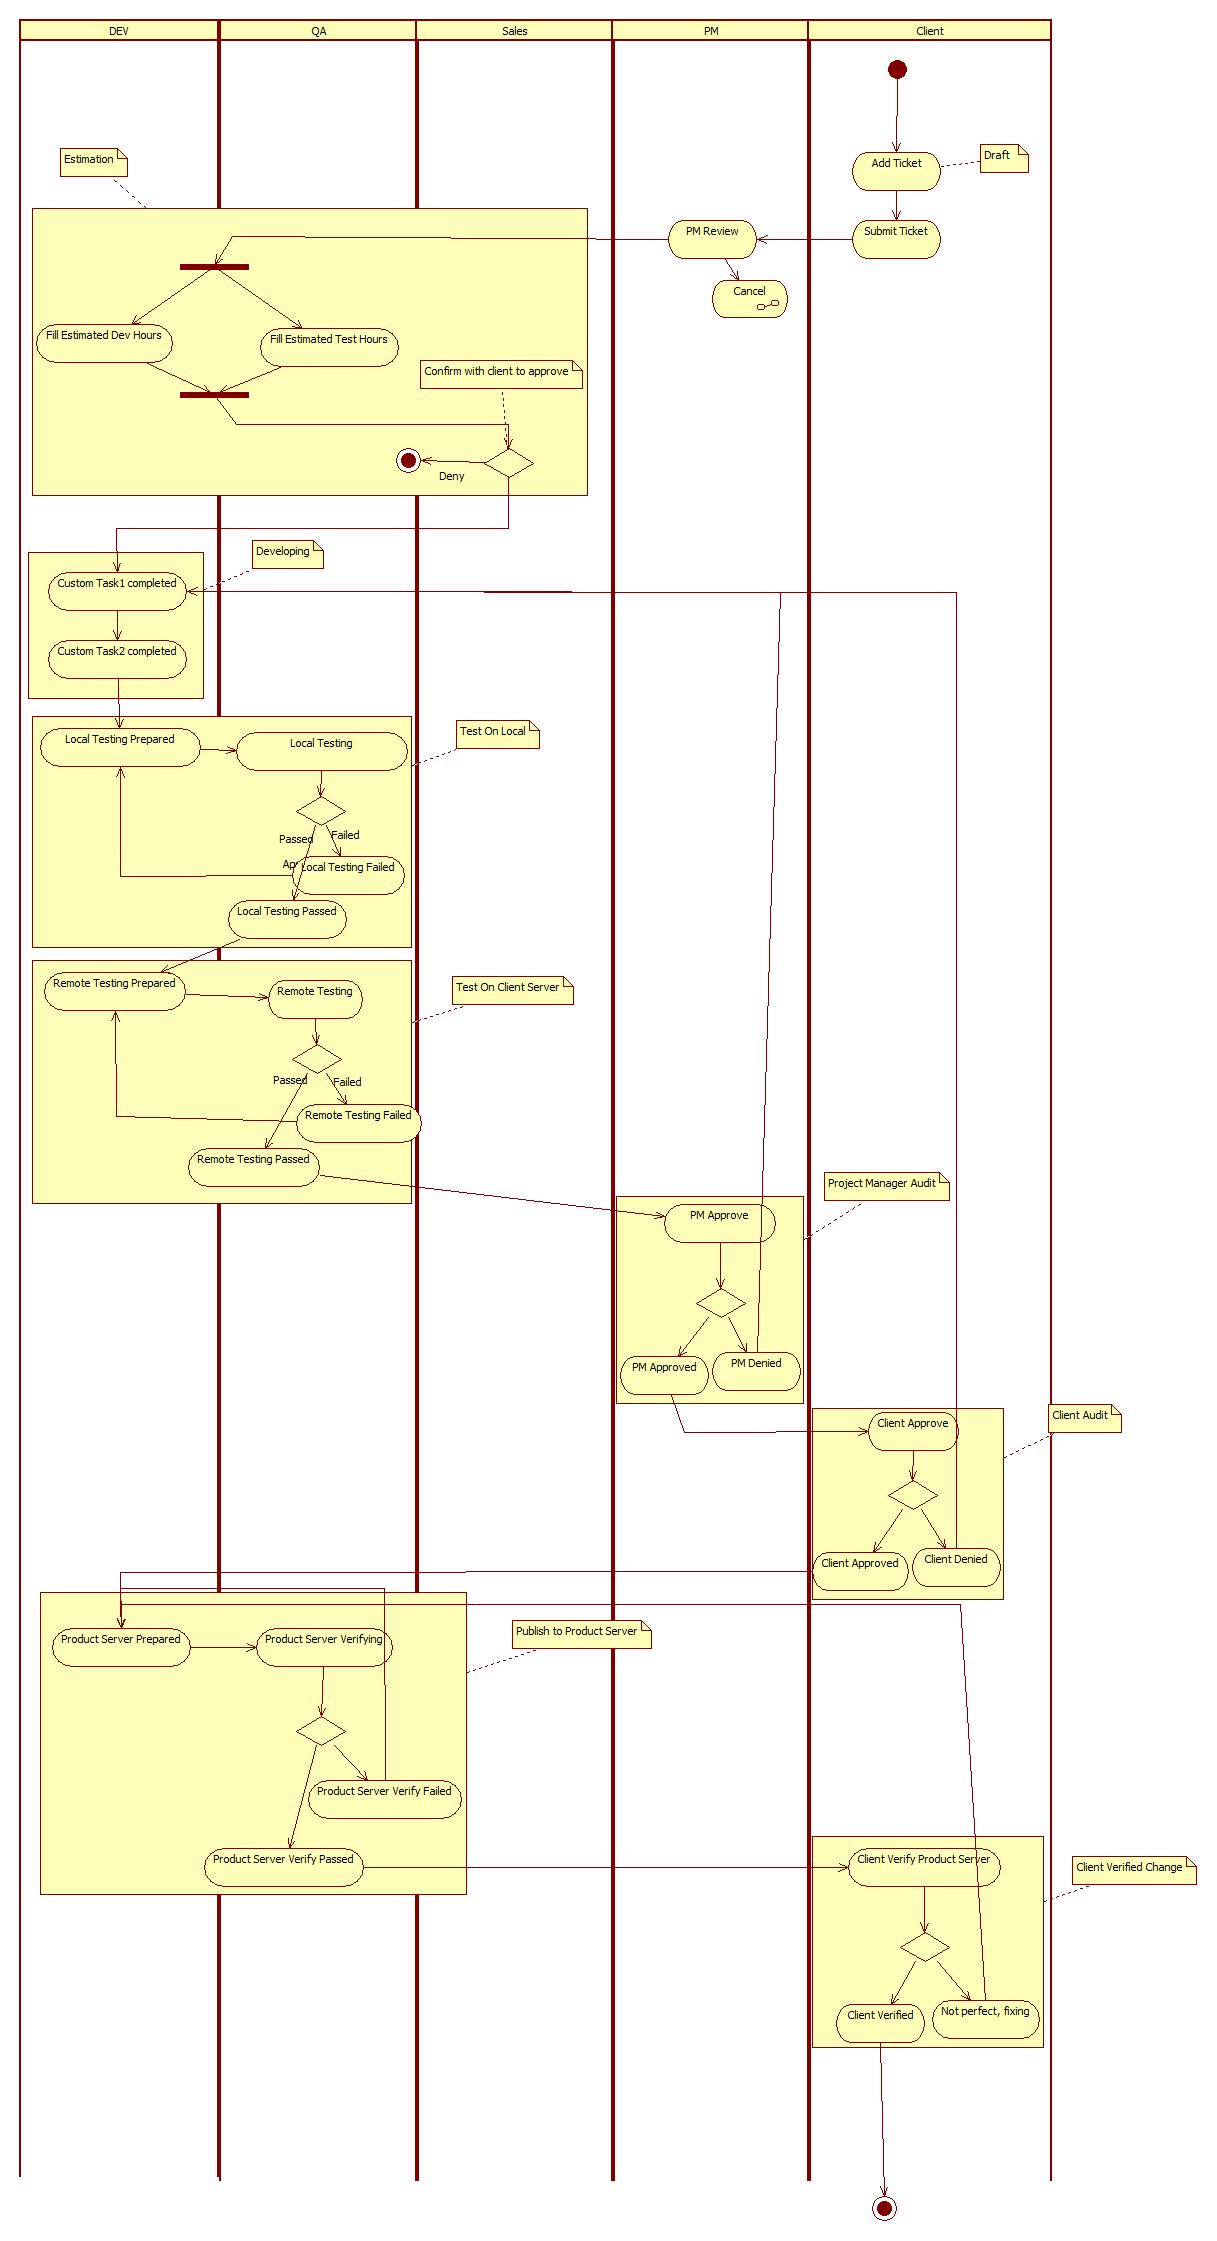 DEV
QA
Sales
PM
Client
Estimation
Add Ticket
Draft
PM Review
Submit Ticket
Cancel
Fill Estimated Dev Hours
Fill Estimated Test Hours
Confirm with client to approve
Deny
Developing
Custom Task1 completed
Custom Task2 completed
Local Testing Prepared
Local Testing
Test On Local
Passed
Failed
Local Testing Failed
Local Testing Passed
Remote Testing Prepared
Remote Testing
Test On Client Server
Passed
Failed
Remote Testing Failed
Remote Testing Passed
Project Manager Audit
PM Approve
PM Approved
PM Denied
Client Audit
Client Approve
Client Approved
Client Denied
Product Server Prepared
Product Server Verifying
Publish to Product Server
Product Server Verify Failed
Product Server Verify Passed
Client Verify Product Server
Client Verified Change
Client Verified
Not perfect, fixing